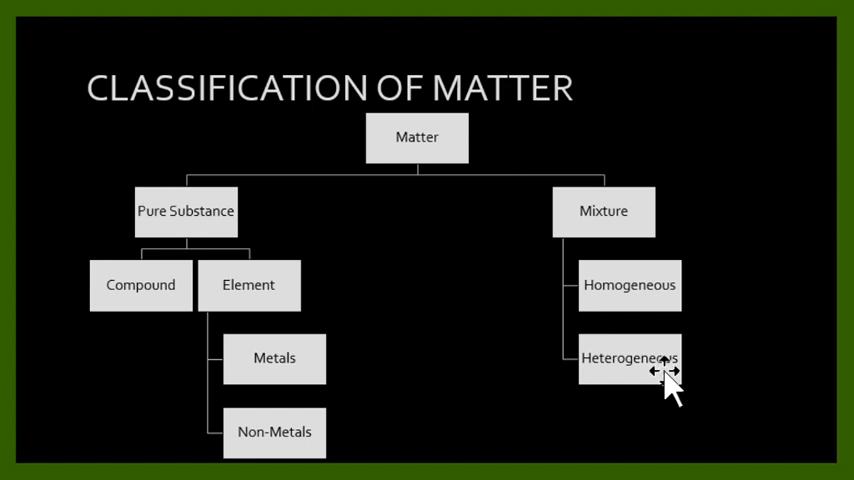 CLASSIFICATION OF MATTER
Matter
Pure Substance
Mixture
Compound
Element
Homogeneous
Metals
Heterogeneous
Non-Metals